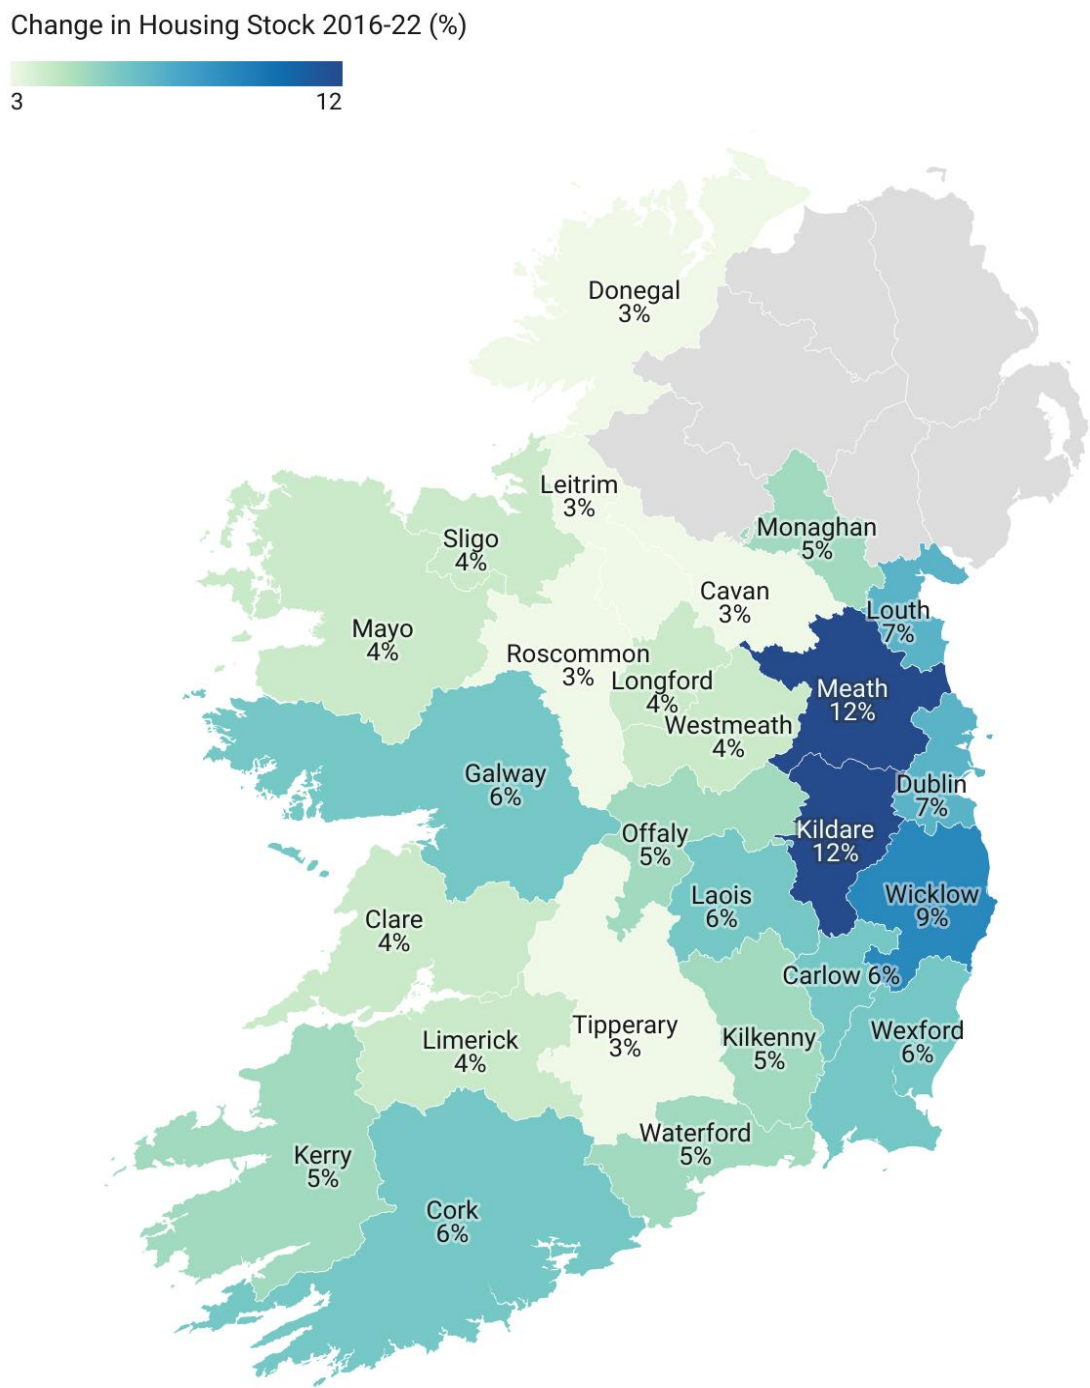 Change in Housing Stock 2016-22 (%)
3 12
Donegal
3%
Leitrim
3%
Monaghan
5%
Sligo
4%
Cavan
3%
Louth
7%
Mayo
4%
Roscommon
3%
Longford
4%
Meath
12%
Westmeath
4%
Galway
6%
Dublin
7%
Offaly
5%
Kildare
12%
Laois
6%
Wicklow
9%
Clare
4%
Carlow 6%
Tipperary
3%
Limerick
4%
Kilkenny
5%
Wexford
6%
Waterford
5%
Kerry
5%
Cork
6%